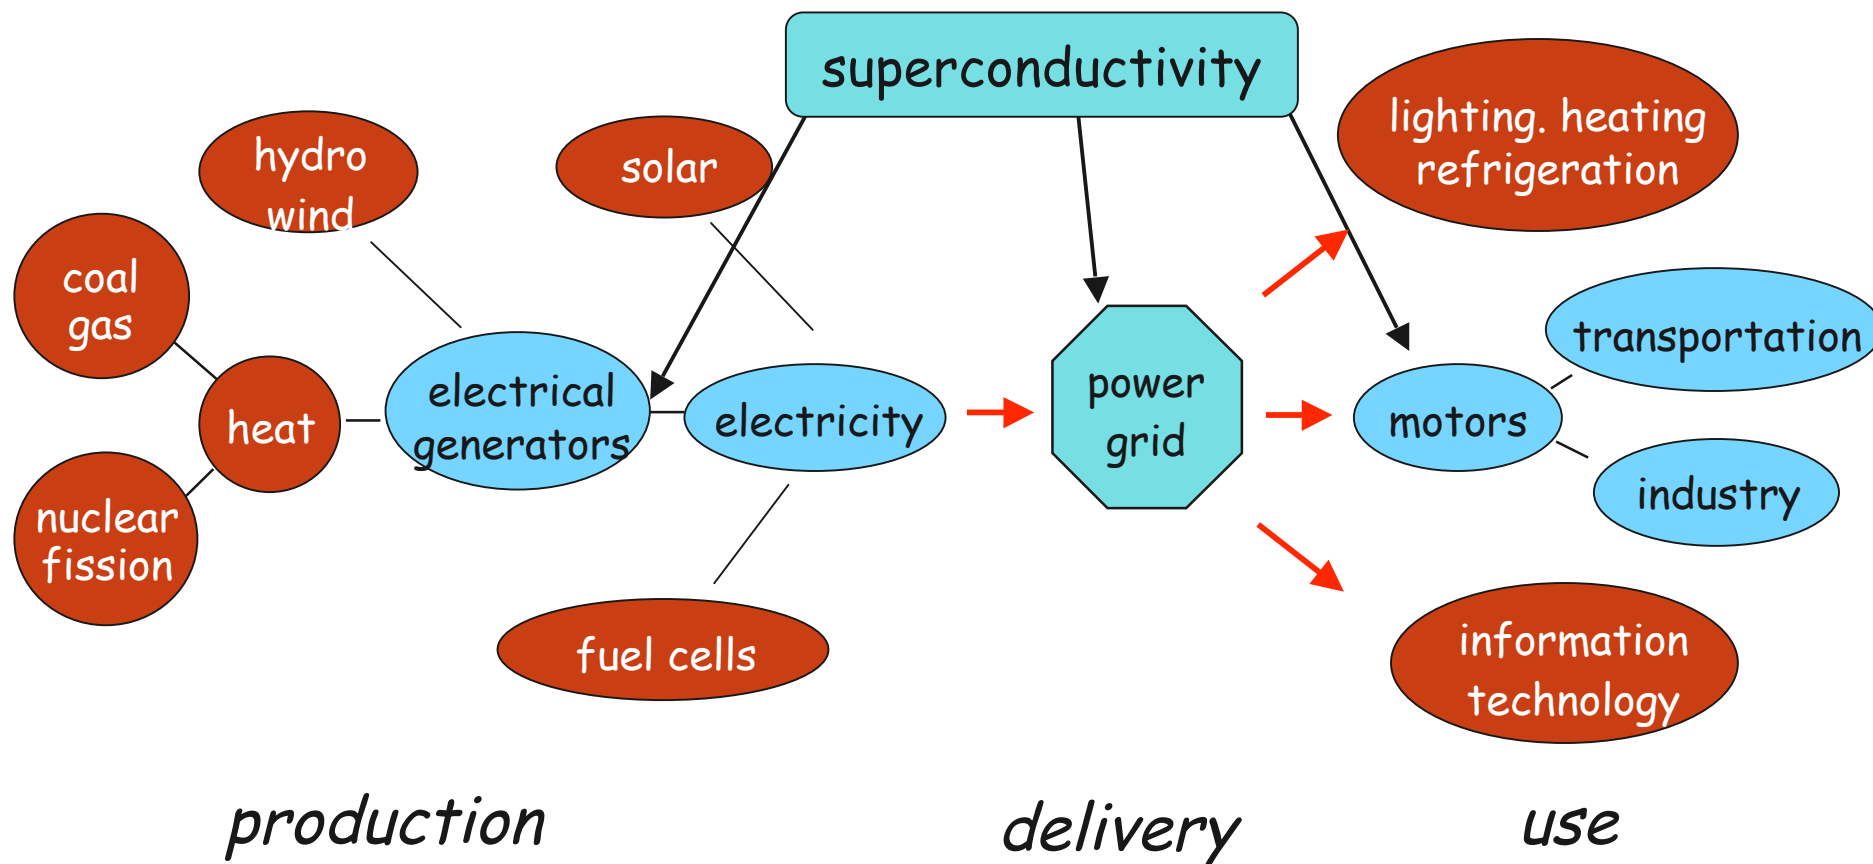 superconductivity
lighting. heating
refrigeration
hydro
wind
solar
coal
gas
transportation
electrical
generators
electricity
power
grid
motors
heat
industry
nuclear
fission
fuel cells
information
technology
production
delivery
use